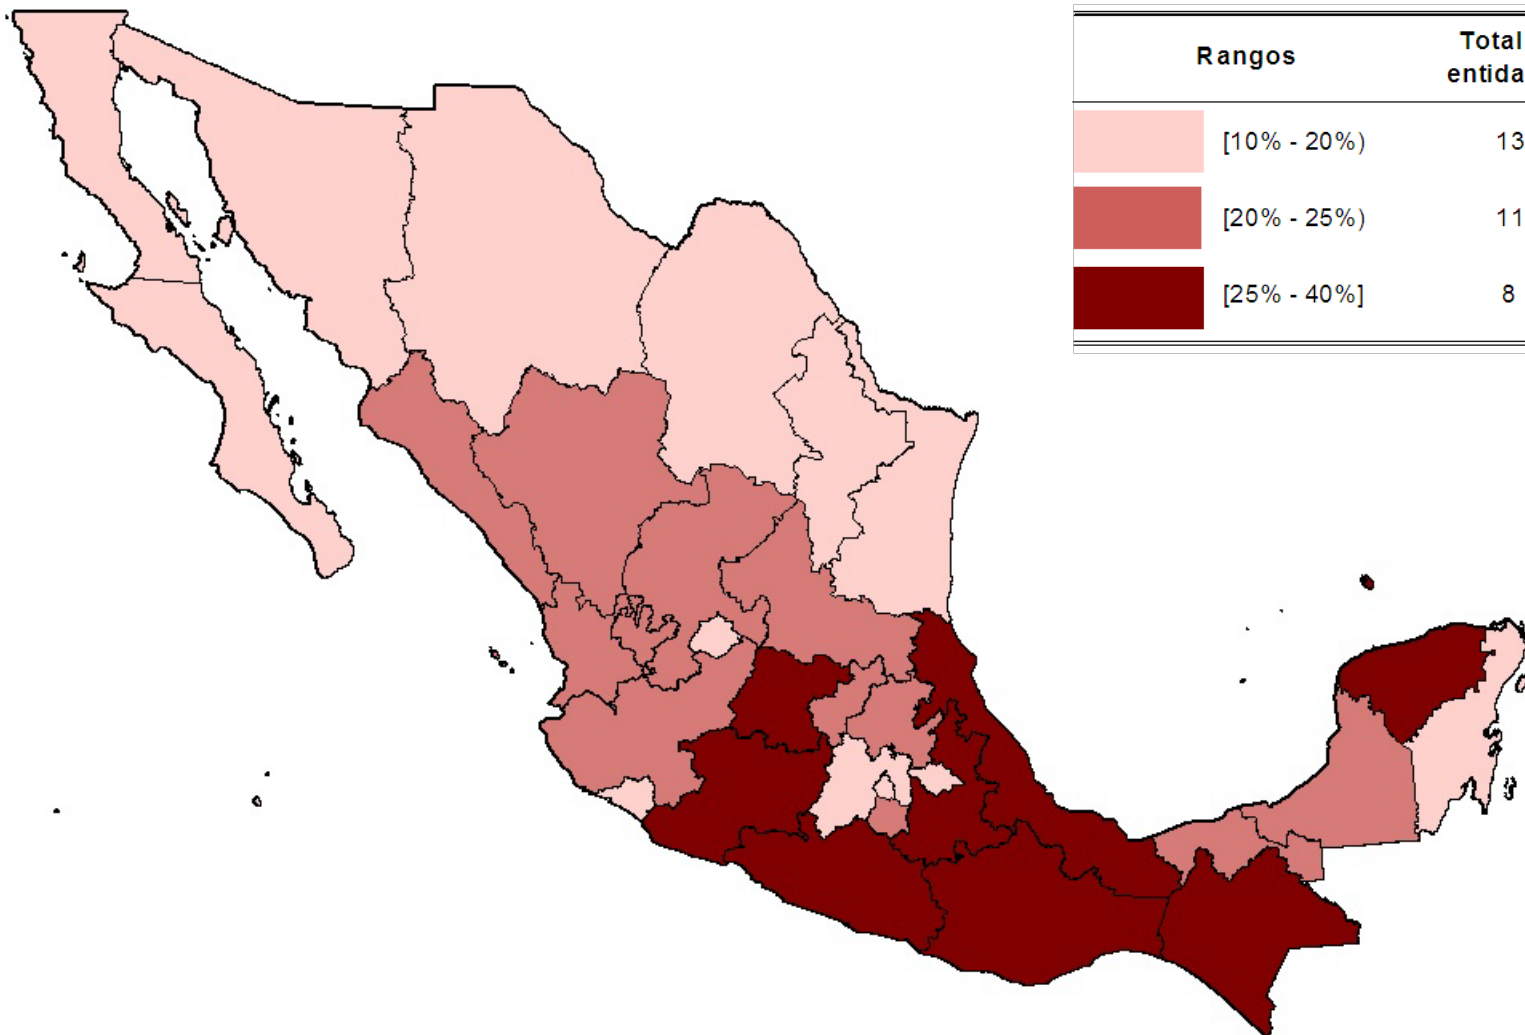 Rangos
Total
entida
[10% - 20%) 13
[20% - 25%) 11
[25% - 40%] 8